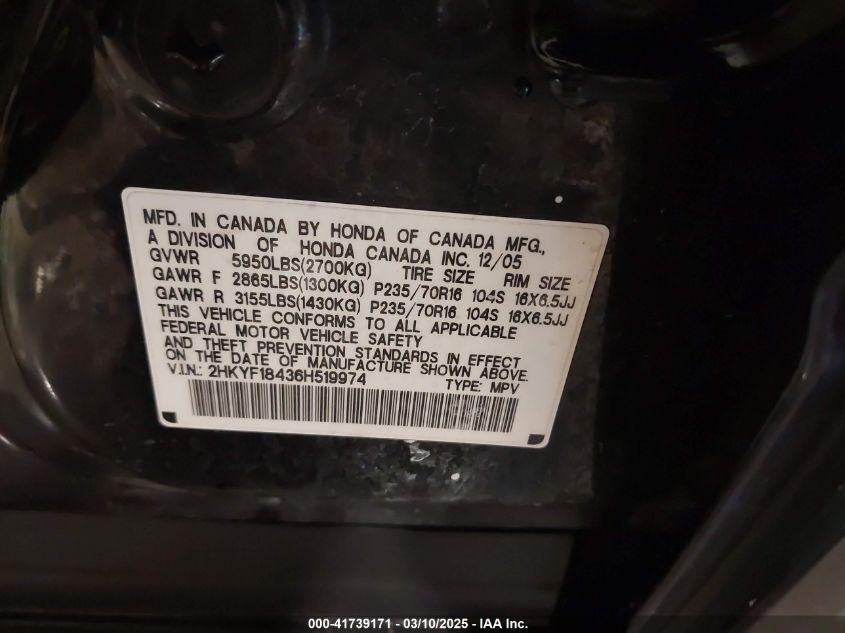 MFD. IN CANADA BY HONDA OF CANADA MFG.,
A DIVISION OF HONDA CANADA INC. 12/05
GVWR 5950LBS(2700KG) TIRE SIZE RIM SIZE
GAWR F 2865LBS(1300KG) P235/70R16 104S 16X6.5JJ
GAWR R 3155LBS(1430KG) P235/70R16 104S 16X6.5JJ
THIS VEHICLE CONFORMS TO ALL APPLICABLE
FEDERAL MOTOR VEHICLE SAFETY
AND THEFT PREVENTION STANDARDS IN EFFECT
ON THE DATE OF MANUFACTURE SHOWN ABOVE.
V.I.N.: 2HKYF18436H519974 TYPE: MPV
000-41739171 — 03/10/2025 — IAA Inc.